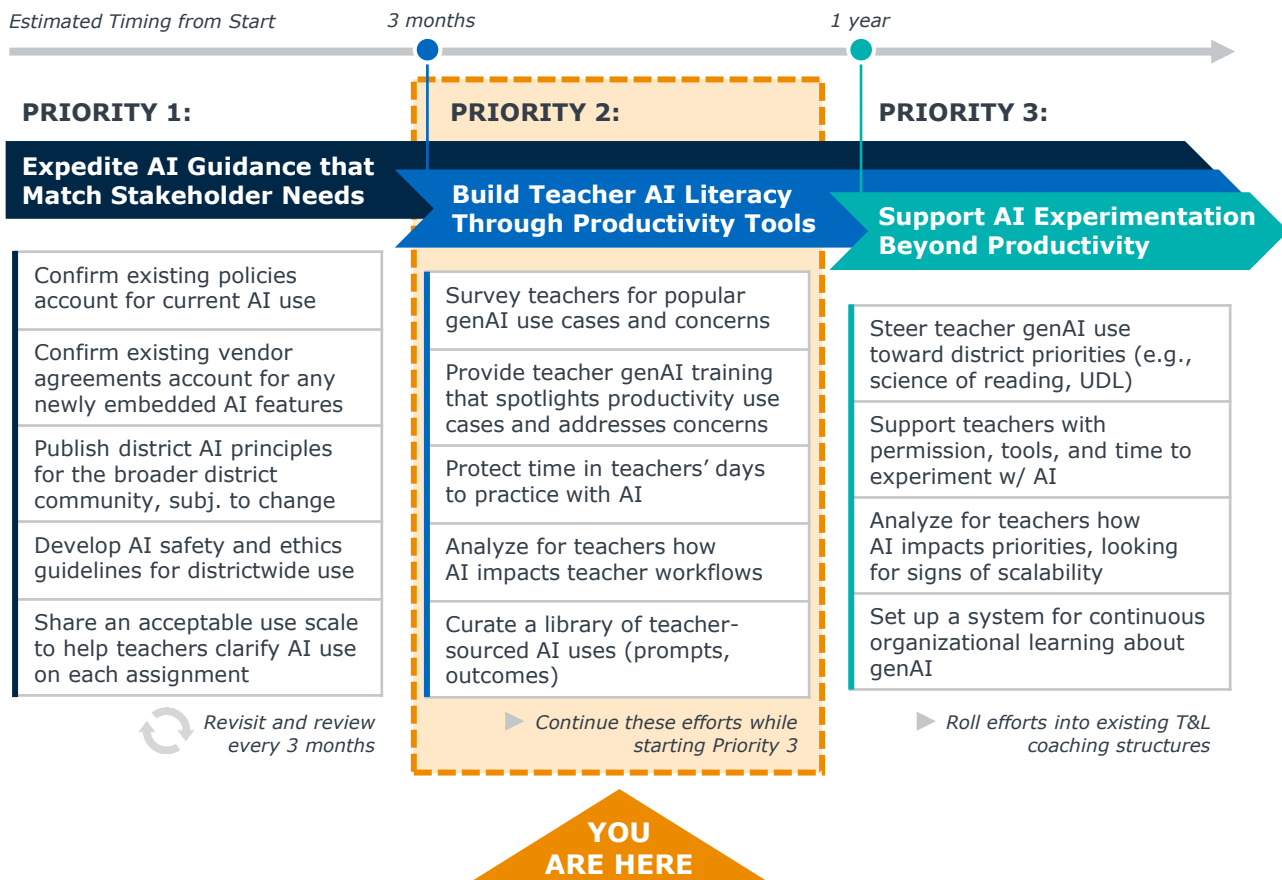 Estimated Timing from Start
3 months
1 year
PRIORITY 1:
Expedite AI Guidance that
Match Stakeholder Needs
Confirm existing policies
account for current AI use
Confirm existing vendor
agreements account for any
newly embedded AI features
Publish district AI principles
for the broader district
community, subj. to change
Develop AI safety and ethics
guidelines for districtwide use
Share an acceptable use scale
to help teachers clarify AI use
on each assignment
Revisit and review
every 3 months
PRIORITY 2:
Build Teacher AI Literacy
Through Productivity Tools
Survey teachers for popular
genAI use cases and concerns
Provide teacher genAI training
that spotlights productivity use
cases and addresses concerns
Protect time in teachers’ days
to practice with AI
Analyze for teachers how
AI impacts teacher workflows
Curate a library of teacher-
sourced AI uses (prompts,
outcomes)
Continue these efforts while
starting Priority 3
PRIORITY 3:
Support AI Experimentation
Beyond Productivity
Steer teacher genAI use
toward district priorities (e.g.,
science of reading, UDL)
Support teachers with
permission, tools, and time to
experiment w/ AI
Analyze for teachers how
AI impacts priorities, looking
for signs of scalability
Set up a system for continuous
organizational learning about
genAI
Roll efforts into existing T&L
coaching structures
YOU
ARE HERE